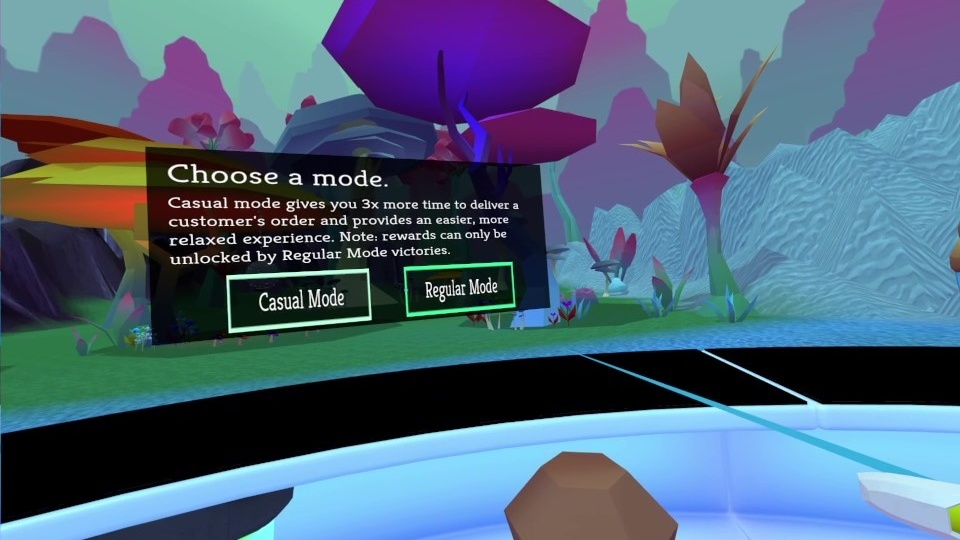 Choose a mode.
Casual mode gives you 3x more time to deliver a
customer's order and provides an easier, more
relaxed experience. Note: rewards can only be
unlocked by Regular Mode victories.
Casual Mode
Regular Mode